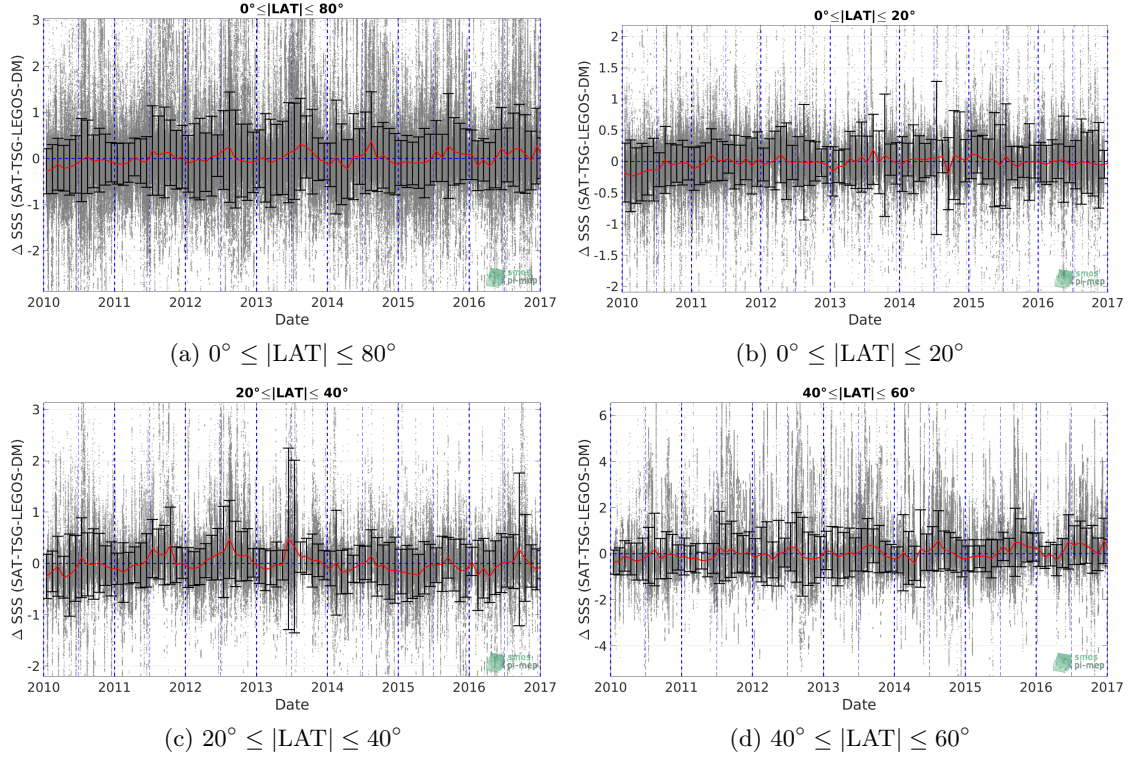 0°≤|LAT|≤ 80°
Δ SSS (SAT-TSG-LEGOS-DM)
3
2
1
0
-1
-2
2010 2011 2012 2013 2014 2015 2016 2017
Date
smos
pi-mep
(a) 0° ≤ |LAT| ≤ 80°
0°≤|LAT|≤ 20°
Δ SSS (SAT-TSG-LEGOS-DM)
2
1.5
1
0.5
0
-0.5
-1
-1.5
-2
2010 2011 2012 2013 2014 2015 2016 2017
Date
smos
pi-mep
(b) 0° ≤ |LAT| ≤ 20°
20°≤|LAT|≤ 40°
Δ SSS (SAT-TSG-LEGOS-DM)
3
2
1
0
-1
-2
2010 2011 2012 2013 2014 2015 2016 2017
Date
smos
pi-mep
(c) 20° ≤ |LAT| ≤ 40°
40°≤|LAT|≤ 60°
Δ SSS (SAT-TSG-LEGOS-DM)
6
4
2
0
-2
-4
2010 2011 2012 2013 2014 2015 2016 2017
Date
smos
pi-mep
(d) 40° ≤ |LAT| ≤ 60°